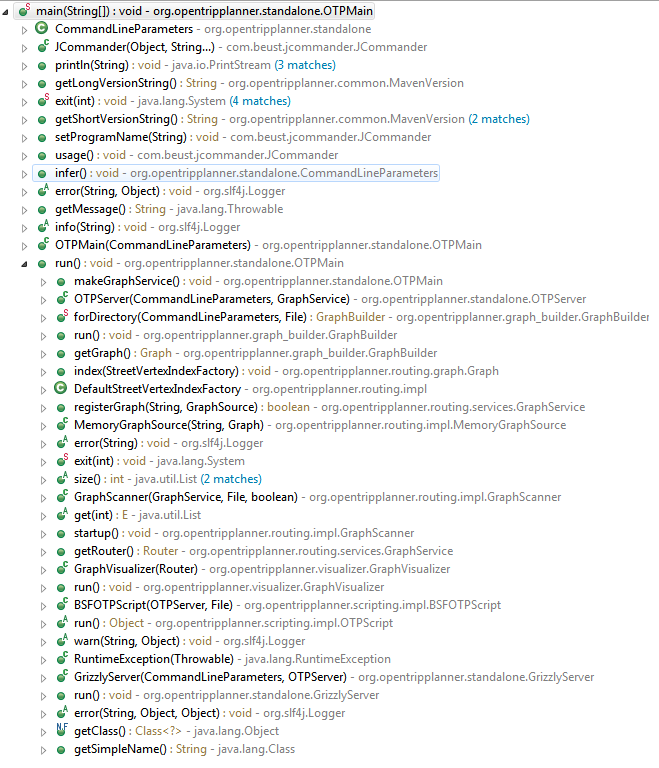 main(String[]) : void - org.opentripplanner.standalone.OTPMain
CommandLineParameters - org.opentripplanner.standalone
JCommander(Object, String...) - com.beust.jcommander.JCommander
println(String) : void - java.io.PrintStream (3 matches)
getLongVersionString() : String - org.opentripplanner.common.MavenVersion
exit(int) : void - java.lang.System (4 matches)
getShortVersionString() : String - org.opentripplanner.common.MavenVersion (2 matches)
setProgramName(String) : void - com.beust.jcommander.JCommander
usage() : void - com.beust.jcommander.JCommander
infer() : void - org.opentripplanner.standalone.CommandLineParameters
error(String, Object) : void - org.slf4j.Logger
getMessage() : String - java.lang.Throwable
info(String) : void - org.slf4j.Logger
OTPMain(CommandLineParameters) - org.opentripplanner.standalone.OTPMain
run() : void - org.opentripplanner.standalone.OTPMain
makeGraphService() : void - org.opentripplanner.standalone.OTPMain
OTPServer(CommandLineParameters, GraphService) - org.opentripplanner.standalone.OTPServer
forDirectory(CommandLineParameters, File) : GraphBuilder - org.opentripplanner.graph_builder.GraphBuilder
run() : void - org.opentripplanner.graph_builder.GraphBuilder
getGraph() : Graph - org.opentripplanner.graph_builder.GraphBuilder
index(StreetVertexIndexFactory) : void - org.opentripplanner.routing.graph.Graph
DefaultStreetVertexIndexFactory - org.opentripplanner.routing.impl
registerGraph(String, GraphSource) : boolean - org.opentripplanner.routing.services.GraphService
MemoryGraphSource(String, Graph) - org.opentripplanner.routing.impl.MemoryGraphSource
error(String) : void - org.slf4j.Logger
exit(int) : void - java.lang.System
size() : int - java.util.List (2 matches)
GraphScanner(GraphService, File, boolean) - org.opentripplanner.routing.impl.GraphScanner
get(int) : E - java.util.List
startup() : void - org.opentripplanner.routing.impl.GraphScanner
getRouter() : Router - org.opentripplanner.routing.services.GraphService
GraphVisualizer(Router) - org.opentripplanner.visualizer.GraphVisualizer
run() : void - org.opentripplanner.visualizer.GraphVisualizer
BSFOTPScript(OTPServer, File) - org.opentripplanner.scripting.impl.BSFOTPScript
run() : Object - org.opentripplanner.scripting.impl.OTPScript
warn(String, Object) : void - org.slf4j.Logger
RuntimeException(Throwable) - java.lang.RuntimeException
GrizzlyServer(CommandLineParameters, OTPServer) - org.opentripplanner.standalone.GrizzlyServer
run() : void - org.opentripplanner.standalone.GrizzlyServer
error(String, Object, Object) : void - org.slf4j.Logger
getClass() : Class<?> - java.lang.Object
getSimpleName() : String - java.lang.Class